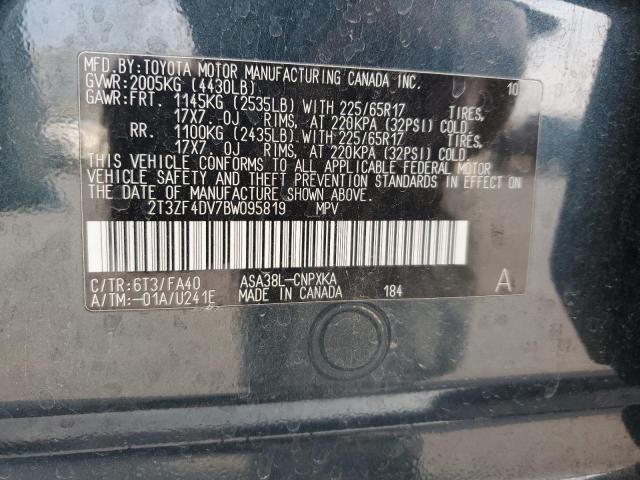 MFD.BY:TOYOTA MOTOR MANUFACTURING CANADA INC.
GVWR:2005KG (4430LB) 10
GAWR:FRT. 1145KG (2535LB) WITH 225/65R17 TIRES,
17X7.0J RIMS, AT 220KPA (32PSI) COLD.
RR. 1100KG (2435LB) WITH 225/65R17 TIRES,
17X7.0J RIMS, AT 220KPA (32PSI) COLD.
THIS VEHICLE CONFORMS TO ALL APPLICABLE FEDERAL MOTOR
VEHICLE SAFETY AND THEFT PREVENTION STANDARDS IN EFFECT ON
THE DATE OF MANUFACTURE SHOWN ABOVE.
2T3ZF4DV7BW095819 MPV
C/TR:6T3/FA40 ASA38L-CNPXKA
A/TM:-01A/U241E MADE IN CANADA 184 A